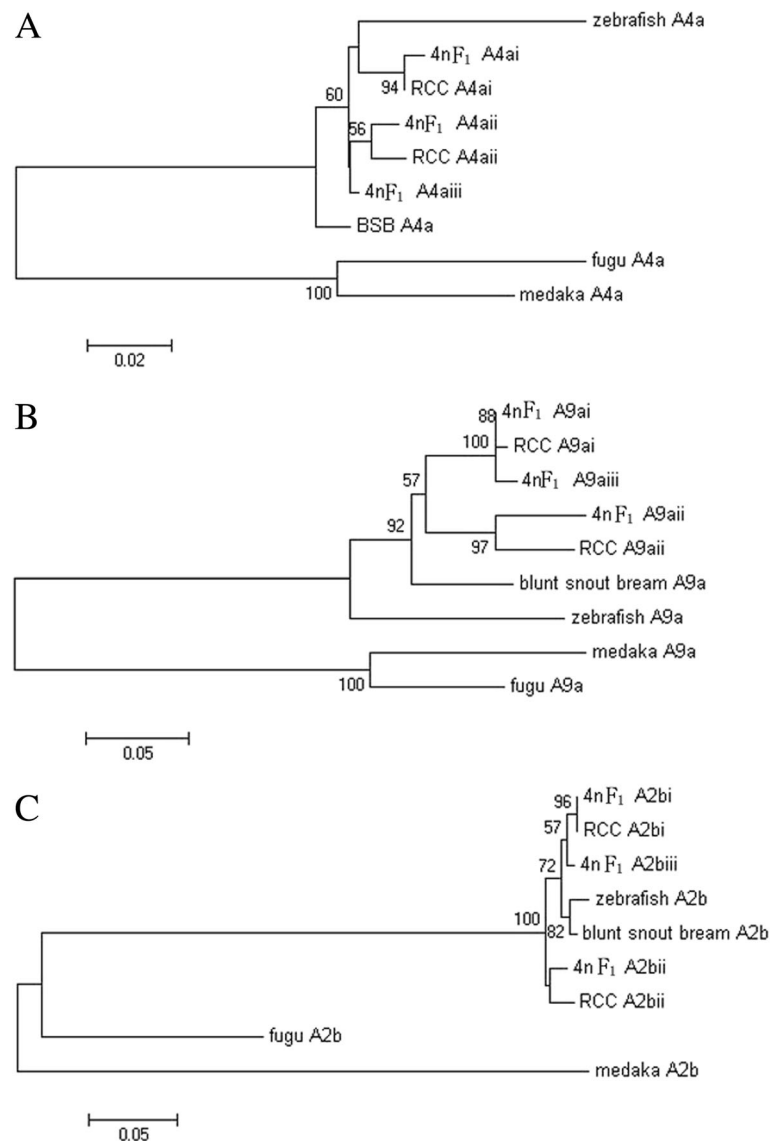 A
zebrafish A4a
4nF₁ A4ai
94 RCC A4ai
60
4nF₁ A4aii
56
RCC A4aii
4nF₁ A4aiii
BSB A4a
fugu A4a
100 medaka A4a
0.02
B
4nF₁ A9ai
88
100 RCC A9ai
57 4nF₁ A9aiii
4nF₁ A9aii
92
97 RCC A9aii
blunt snout bream A9a
zebrafish A9a
medaka A9a
100 fugu A9a
0.05
C
96 4nF₁ A2bi
57 RCC A2bi
72 4nF₁ A2biii
zebrafish A2b
100
82 blunt snout bream A2b
4nF₁ A2bii
RCC A2bii
fugu A2b
medaka A2b
0.05